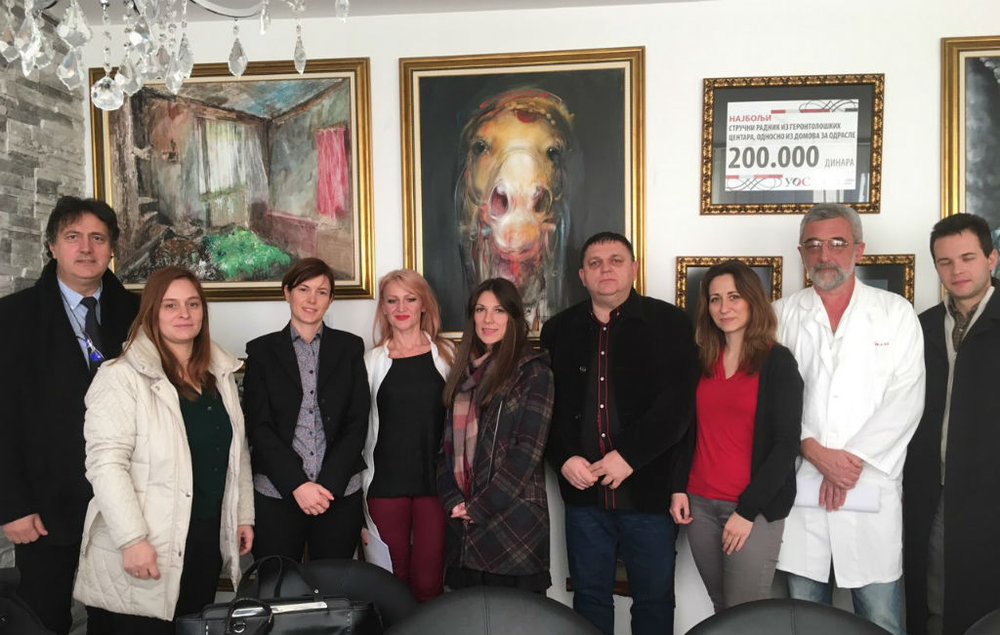 НАЈБОЉИ
СТРУЧНИ РАДНИК ИЗ ГЕРОНТОЛОШКИХ
ЦЕНТАРА, ОДНОСНО ИЗ ДОМОВА ЗА ОДРАСЛЕ
200.000 ДИНАРА
УОС